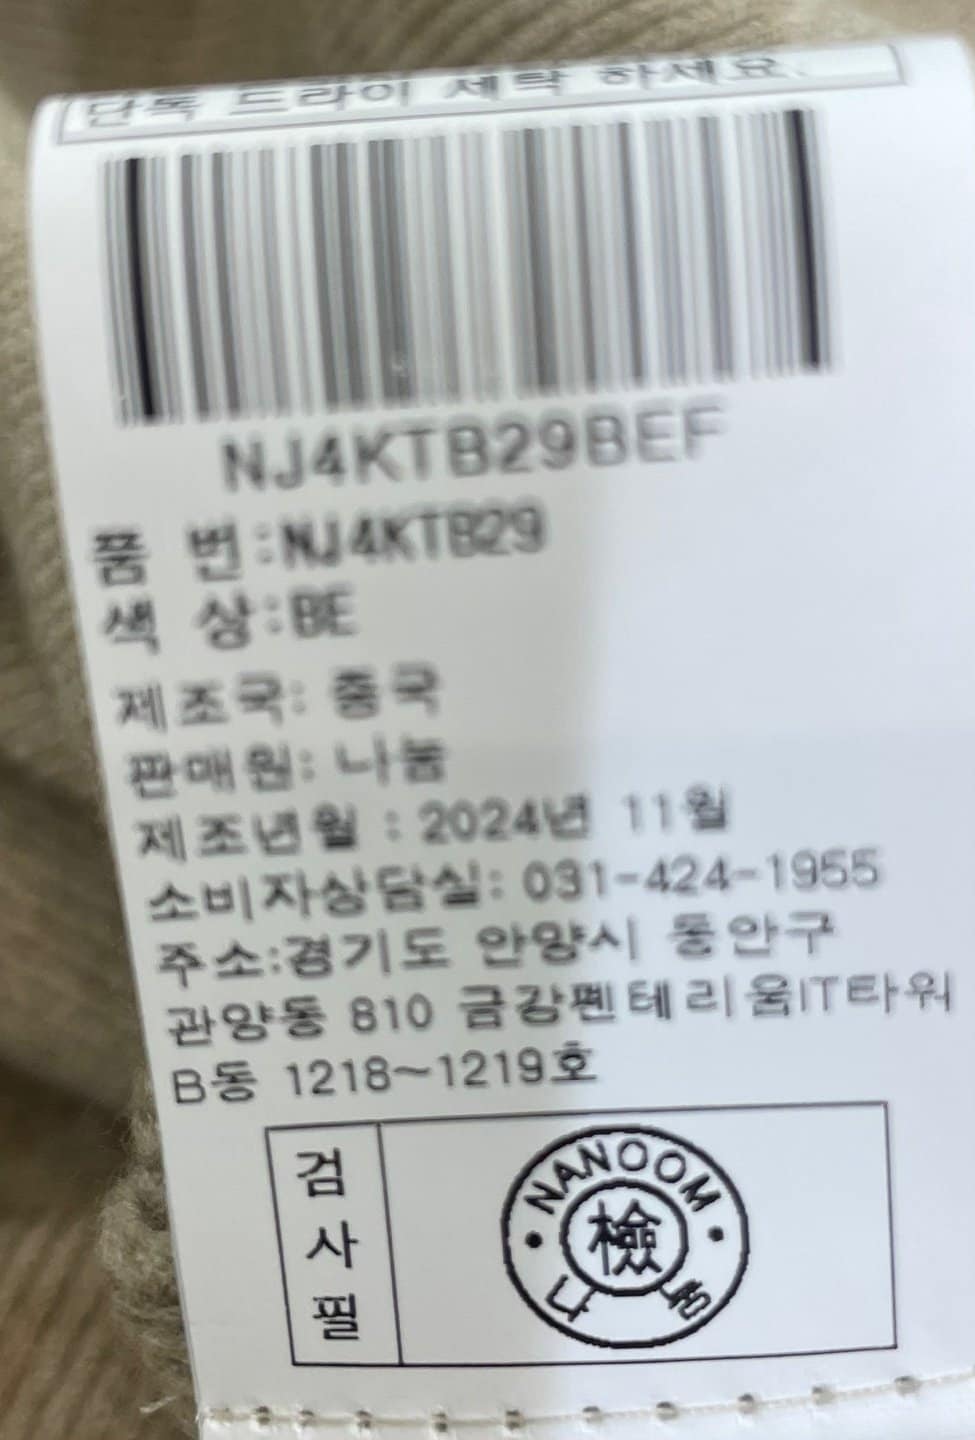 단독 드라이 세탁 하세요.
NJ4KTB29BEF
품 번:NJ4KTB29
색 상:BE
제조국: 중국
판매원: 나눔
제조년월 : 2024년 11월
소비자상담실: 031-424-1955
주소:경기도 안양시 동안구
관양동 810 금강펜테리움IT타워
B동 1218~1219호
검사필
NANOOM
檢
나눔